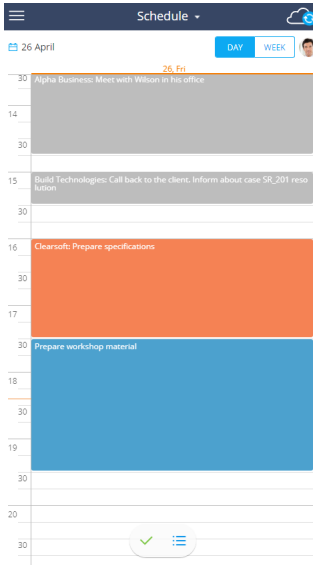 Schedule
26 April
DAY
WEEK
26, Fri
30
Alpha Business: Meet with Wilson in his office
14
30
15
Build Technologies: Call back to the client. Inform about case SR_201 reso
lution
30
16
Clearsoft: Prepare specifications
30
17
30
Prepare workshop material
18
30
19
30
20
30